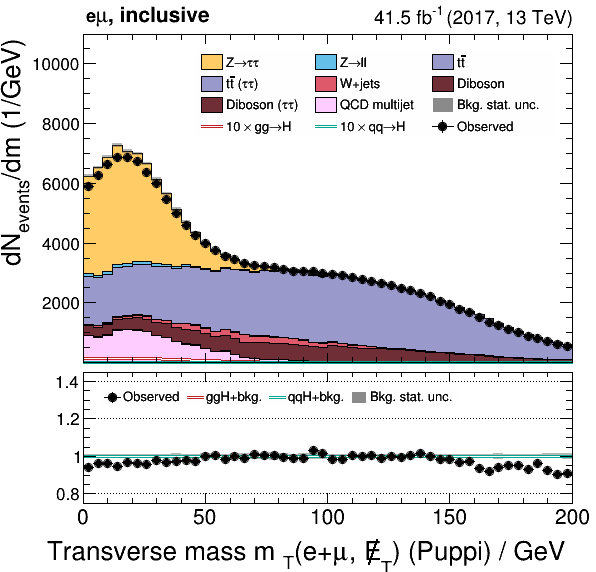 eμ, inclusive 41.5 fb⁻¹ (2017, 13 TeV)
dN_events/dm (1/GeV)
10000
8000
6000
4000
2000
Z→ττ Z→ll tt̄
tt̄ (ττ) W+jets Diboson
Diboson (ττ) QCD multijet Bkg. stat. unc.
10 × gg→H 10 × qq→H Observed
1.4
1.2
1
0.8
Observed ggH+bkg. qqH+bkg. Bkg. stat. unc.
0 50 100 150 200
Transverse mass m_T(e+μ, E̸_T) (Puppi) / GeV